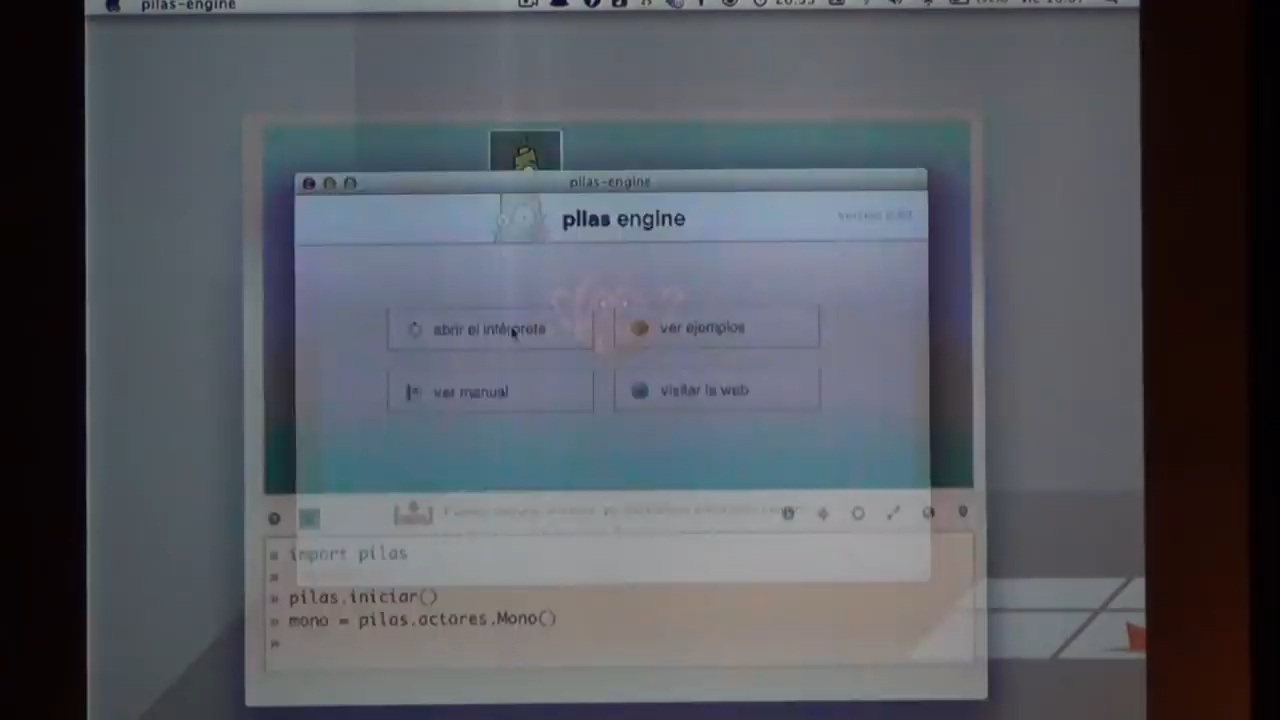 pilas-engine
pilas-engine
pilas engine
abrir el intérprete
ver ejemplos
ver manual
visitar la web
» import pilas
»
» pilas.iniciar()
» mono = pilas.actores.Mono()
»